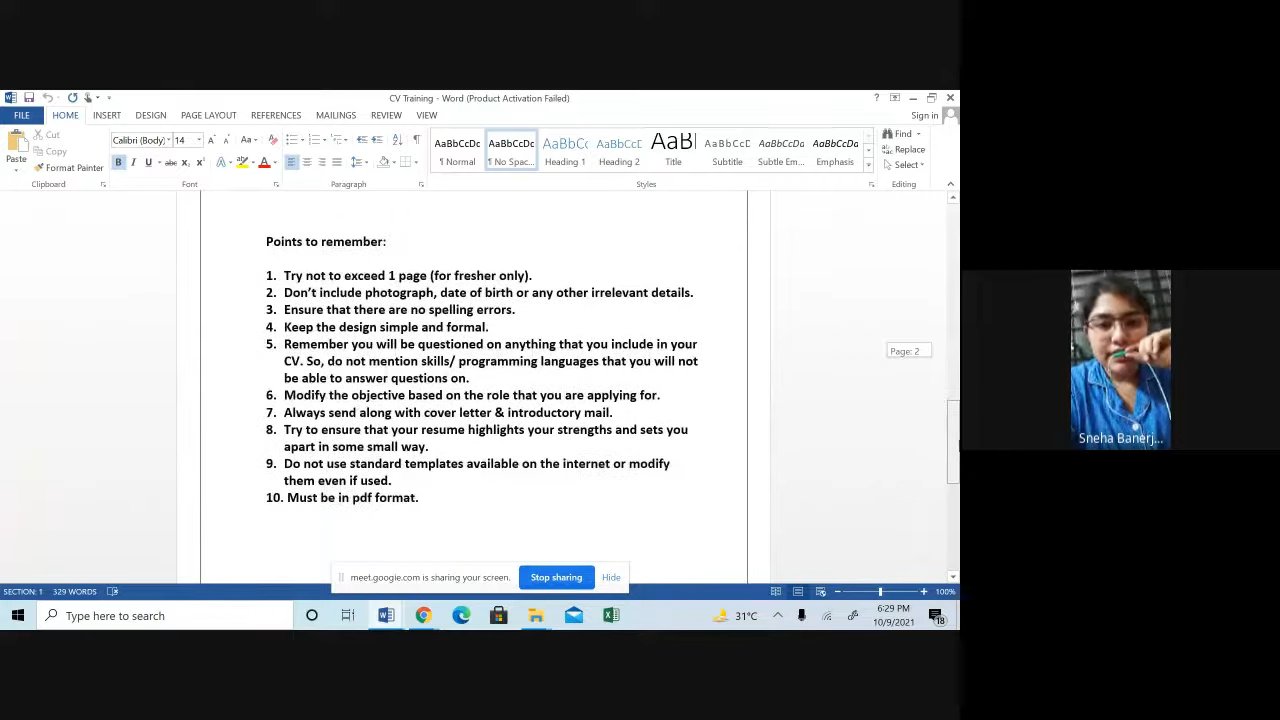 CV Training - Word (Product Activation Failed)
FILE HOME INSERT DESIGN PAGE LAYOUT REFERENCES MAILINGS REVIEW VIEW Sign in
Paste
Cut
Copy
Format Painter
Clipboard
Calibri (Body) 14
Font
Paragraph
AaBbCcDc AaBbCcDc AaBbCc AaBbCcC AaBl AaBbCcD AaBbCcDa AaBbCcDa
¶ Normal ¶ No Spac... Heading 1 Heading 2 Title Subtitle Subtle Em... Emphasis
Styles
Find
Replace
Select
Editing
Points to remember:
1. Try not to exceed 1 page (for fresher only).
2. Don't include photograph, date of birth or any other irrelevant details.
3. Ensure that there are no spelling errors.
4. Keep the design simple and formal.
5. Remember you will be questioned on anything that you include in your
CV. So, do not mention skills/ programming languages that you will not
be able to answer questions on.
6. Modify the objective based on the role that you are applying for.
7. Always send along with cover letter & introductory mail.
8. Try to ensure that your resume highlights your strengths and sets you
apart in some small way.
9. Do not use standard templates available on the internet or modify
them even if used.
10. Must be in pdf format.
Page: 2
meet.google.com is sharing your screen. Stop sharing Hide
SECTION: 1 329 WORDS 100%
Type here to search
31°C
6:29 PM
10/9/2021
18
Sneha Banerj...